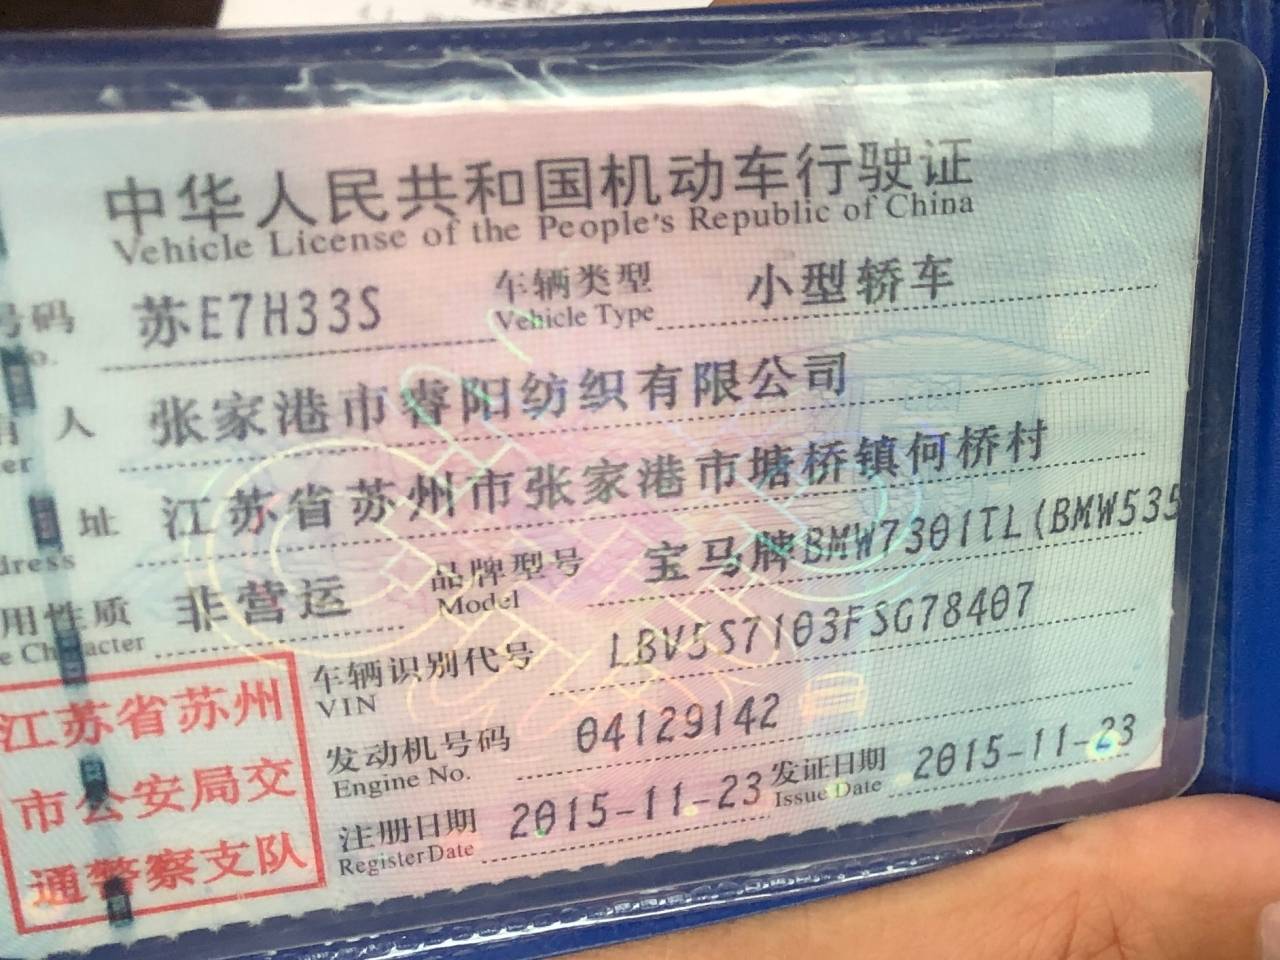 中华人民共和国机动车行驶证
Vehicle License of the People's Republic of China
号码 苏E7H33S 车辆类型 小型轿车
No. Vehicle Type
人 张家港市睿阳纺织有限公司
er
址 江苏省苏州市张家港市塘桥镇何桥村
dress
用性质 非营运 品牌型号 宝马牌BMW7301TL(BMW535
e Character Model
车辆识别代号 LBV5S7103FSG78407
VIN
发动机号码 04129142
Engine No.
注册日期 2015-11-23 发证日期 2015-11-23
Register Date Issue Date
江苏省苏州
市公安局交
通警察支队